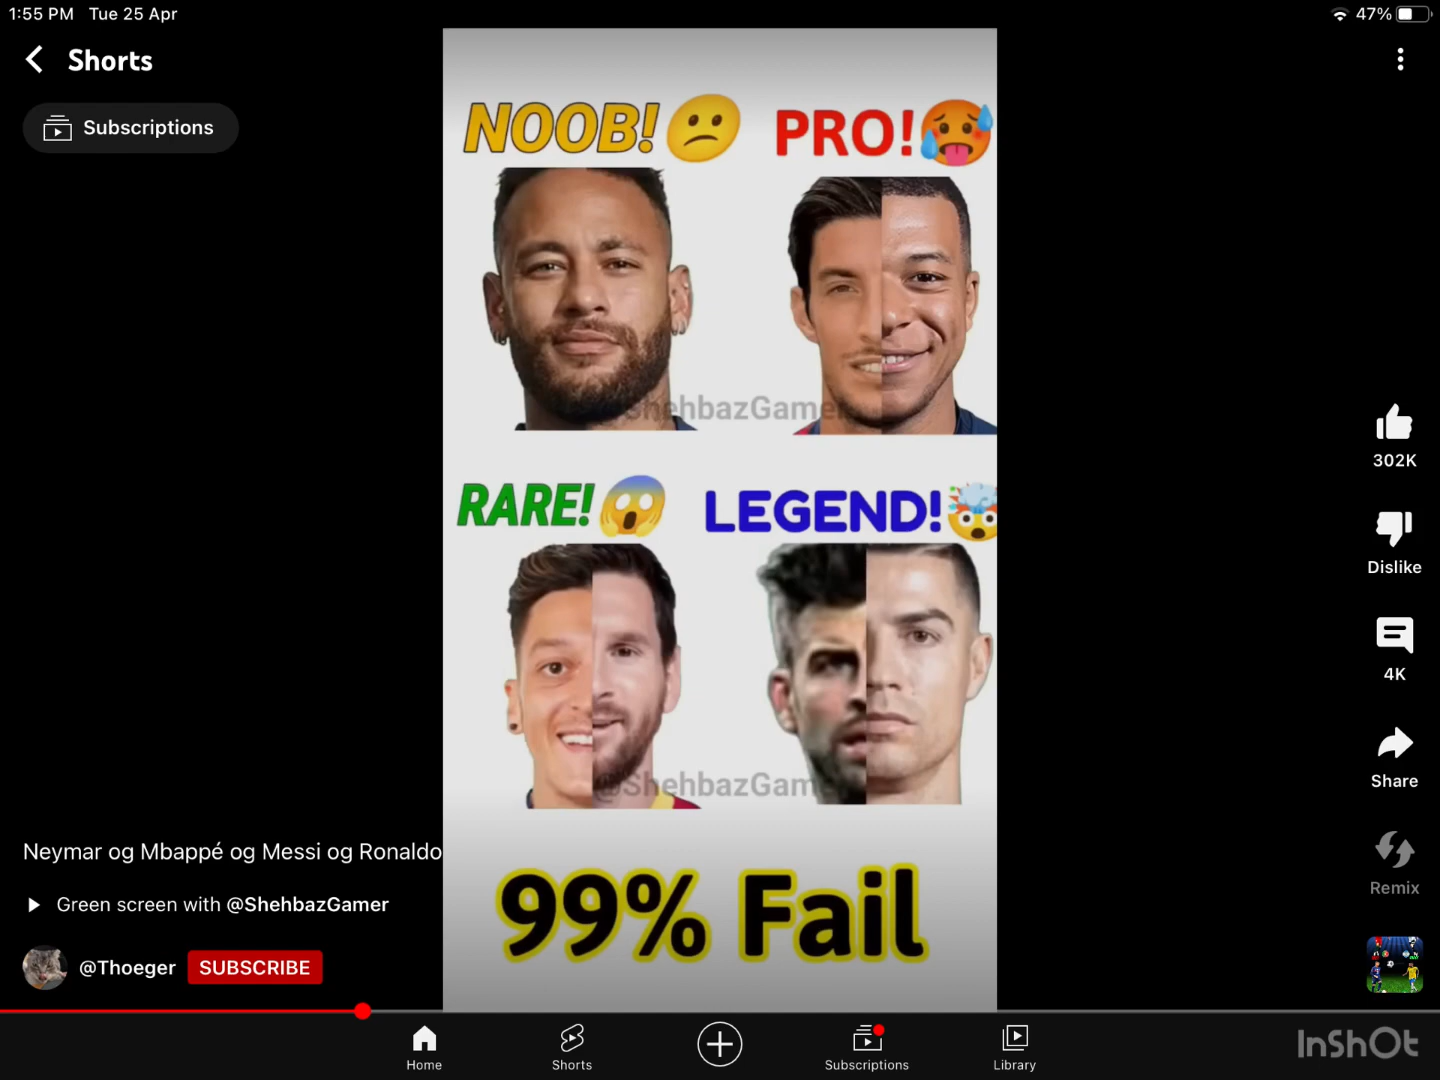 1:55 PM Tue 25 Apr
47%
Shorts
Subscriptions
NOOB! PRO!
@ShehbazGamer
RARE! LEGEND!
@ShehbazGam
99% Fail
302K
Dislike
4K
Share
Remix
Neymar og Mbappé og Messi og Ronaldo
Green screen with @ShehbazGamer
@Thoeger SUBSCRIBE
Home Shorts Subscriptions Library
InShOt